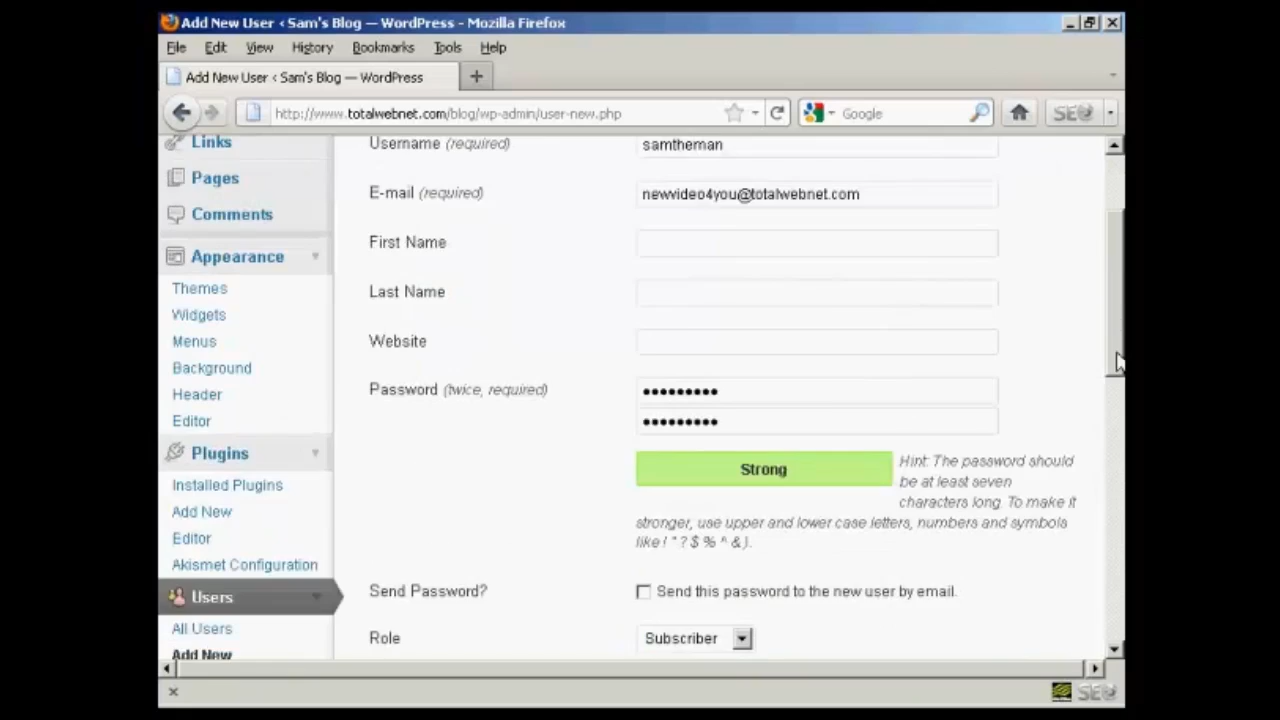 Add New User ‹ Sam's Blog — WordPress - Mozilla Firefox
File Edit View History Bookmarks Tools Help
Add New User ‹ Sam's Blog — WordPress
http://www.totalwebnet.com/blog/wp-admin/user-new.php
Google
SEO
Links
Pages
Comments
Appearance
Themes
Widgets
Menus
Background
Header
Editor
Plugins
Installed Plugins
Add New
Editor
Akismet Configuration
Users
All Users
Add New
Username (required)
samtheman
E-mail (required)
newvideo4you@totalwebnet.com
First Name
Last Name
Website
Password (twice, required)
●●●●●●●●●
●●●●●●●●●
Strong
Hint: The password should
be at least seven
characters long. To make it
stronger, use upper and lower case letters, numbers and symbols
like ! " ? $ % ^ & ).
Send Password?
Send this password to the new user by email.
Role
Subscriber
SEO